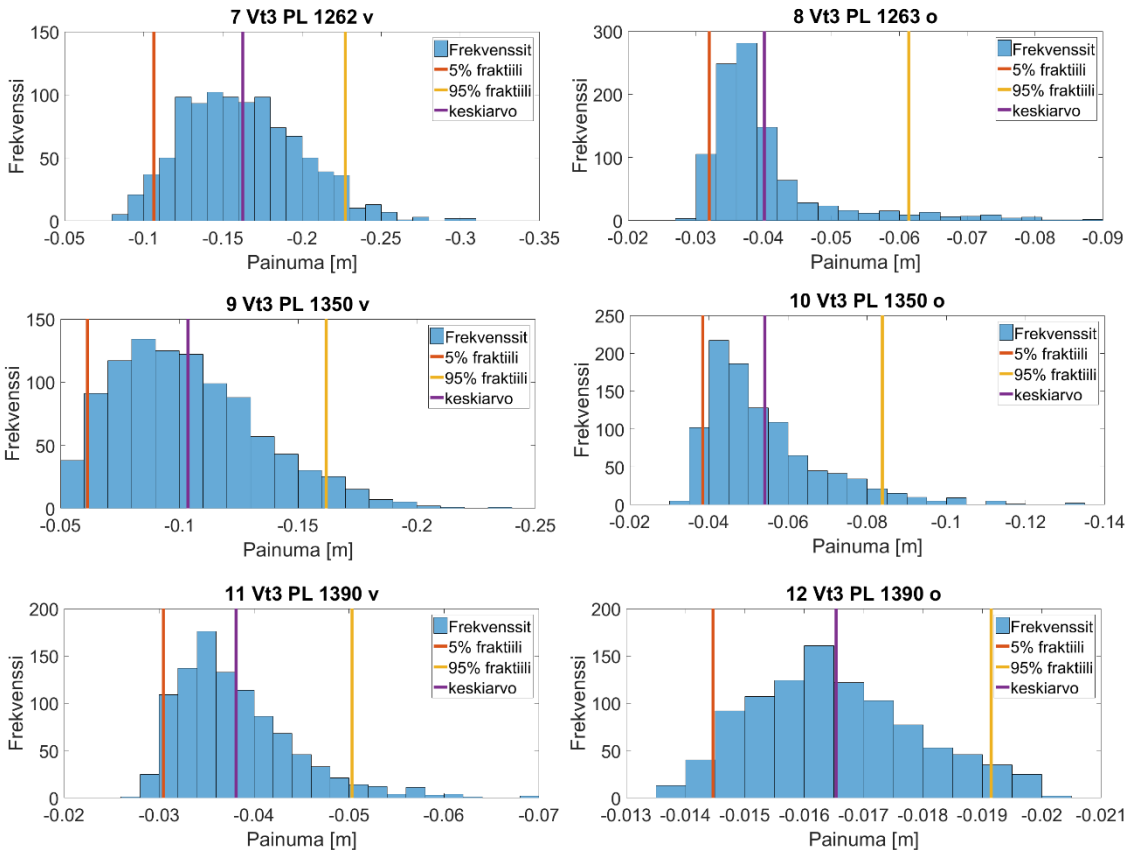 7 Vt3 PL 1262 v
150
100
50
0
Frekvenssi
Frekvenssit
5% fraktiili
95% fraktiili
keskiarvo
-0.05 -0.1 -0.15 -0.2 -0.25 -0.3 -0.35
Painuma [m]
8 Vt3 PL 1263 o
300
200
100
0
Frekvenssi
Frekvenssit
5% fraktiili
95% fraktiili
keskiarvo
-0.02 -0.03 -0.04 -0.05 -0.06 -0.07 -0.08 -0.09
Painuma [m]
9 Vt3 PL 1350 v
150
100
50
0
Frekvenssi
Frekvenssit
5% fraktiili
95% fraktiili
keskiarvo
-0.05 -0.1 -0.15 -0.2 -0.25
Painuma [m]
10 Vt3 PL 1350 o
250
200
150
100
50
0
Frekvenssi
Frekvenssit
5% fraktiili
95% fraktiili
keskiarvo
-0.02 -0.04 -0.06 -0.08 -0.1 -0.12 -0.14
Painuma [m]
11 Vt3 PL 1390 v
200
150
100
50
0
Frekvenssi
Frekvenssit
5% fraktiili
95% fraktiili
keskiarvo
-0.02 -0.03 -0.04 -0.05 -0.06 -0.07
Painuma [m]
12 Vt3 PL 1390 o
200
150
100
50
0
Frekvenssi
Frekvenssit
5% fraktiili
95% fraktiili
keskiarvo
-0.013 -0.014 -0.015 -0.016 -0.017 -0.018 -0.019 -0.02 -0.021
Painuma [m]